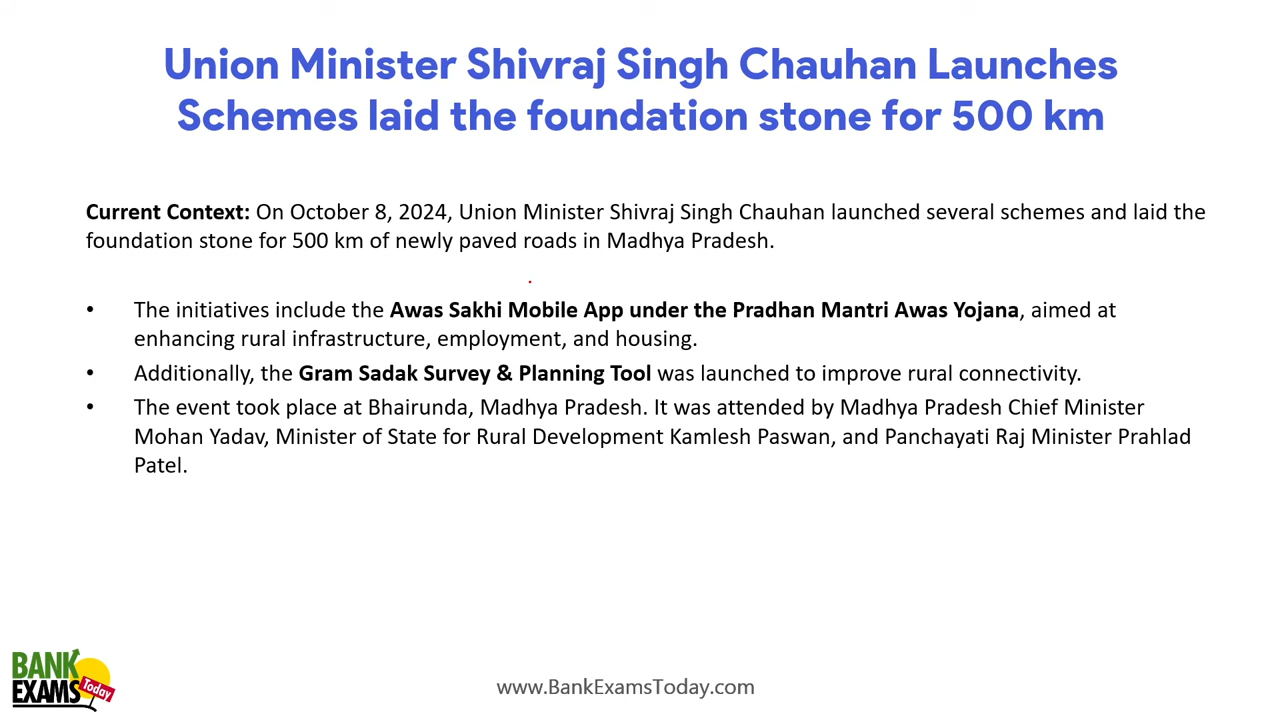 Union Minister Shivraj Singh Chauhan Launches
Schemes laid the foundation stone for 500 km
Current Context: On October 8, 2024, Union Minister Shivraj Singh Chauhan launched several schemes and laid the
foundation stone for 500 km of newly paved roads in Madhya Pradesh.
• The initiatives include the Awas Sakhi Mobile App under the Pradhan Mantri Awas Yojana, aimed at
enhancing rural infrastructure, employment, and housing.
• Additionally, the Gram Sadak Survey & Planning Tool was launched to improve rural connectivity.
• The event took place at Bhairunda, Madhya Pradesh. It was attended by Madhya Pradesh Chief Minister
Mohan Yadav, Minister of State for Rural Development Kamlesh Paswan, and Panchayati Raj Minister Prahlad
Patel.
BANK
EXAMS
Today
www.BankExamsToday.com